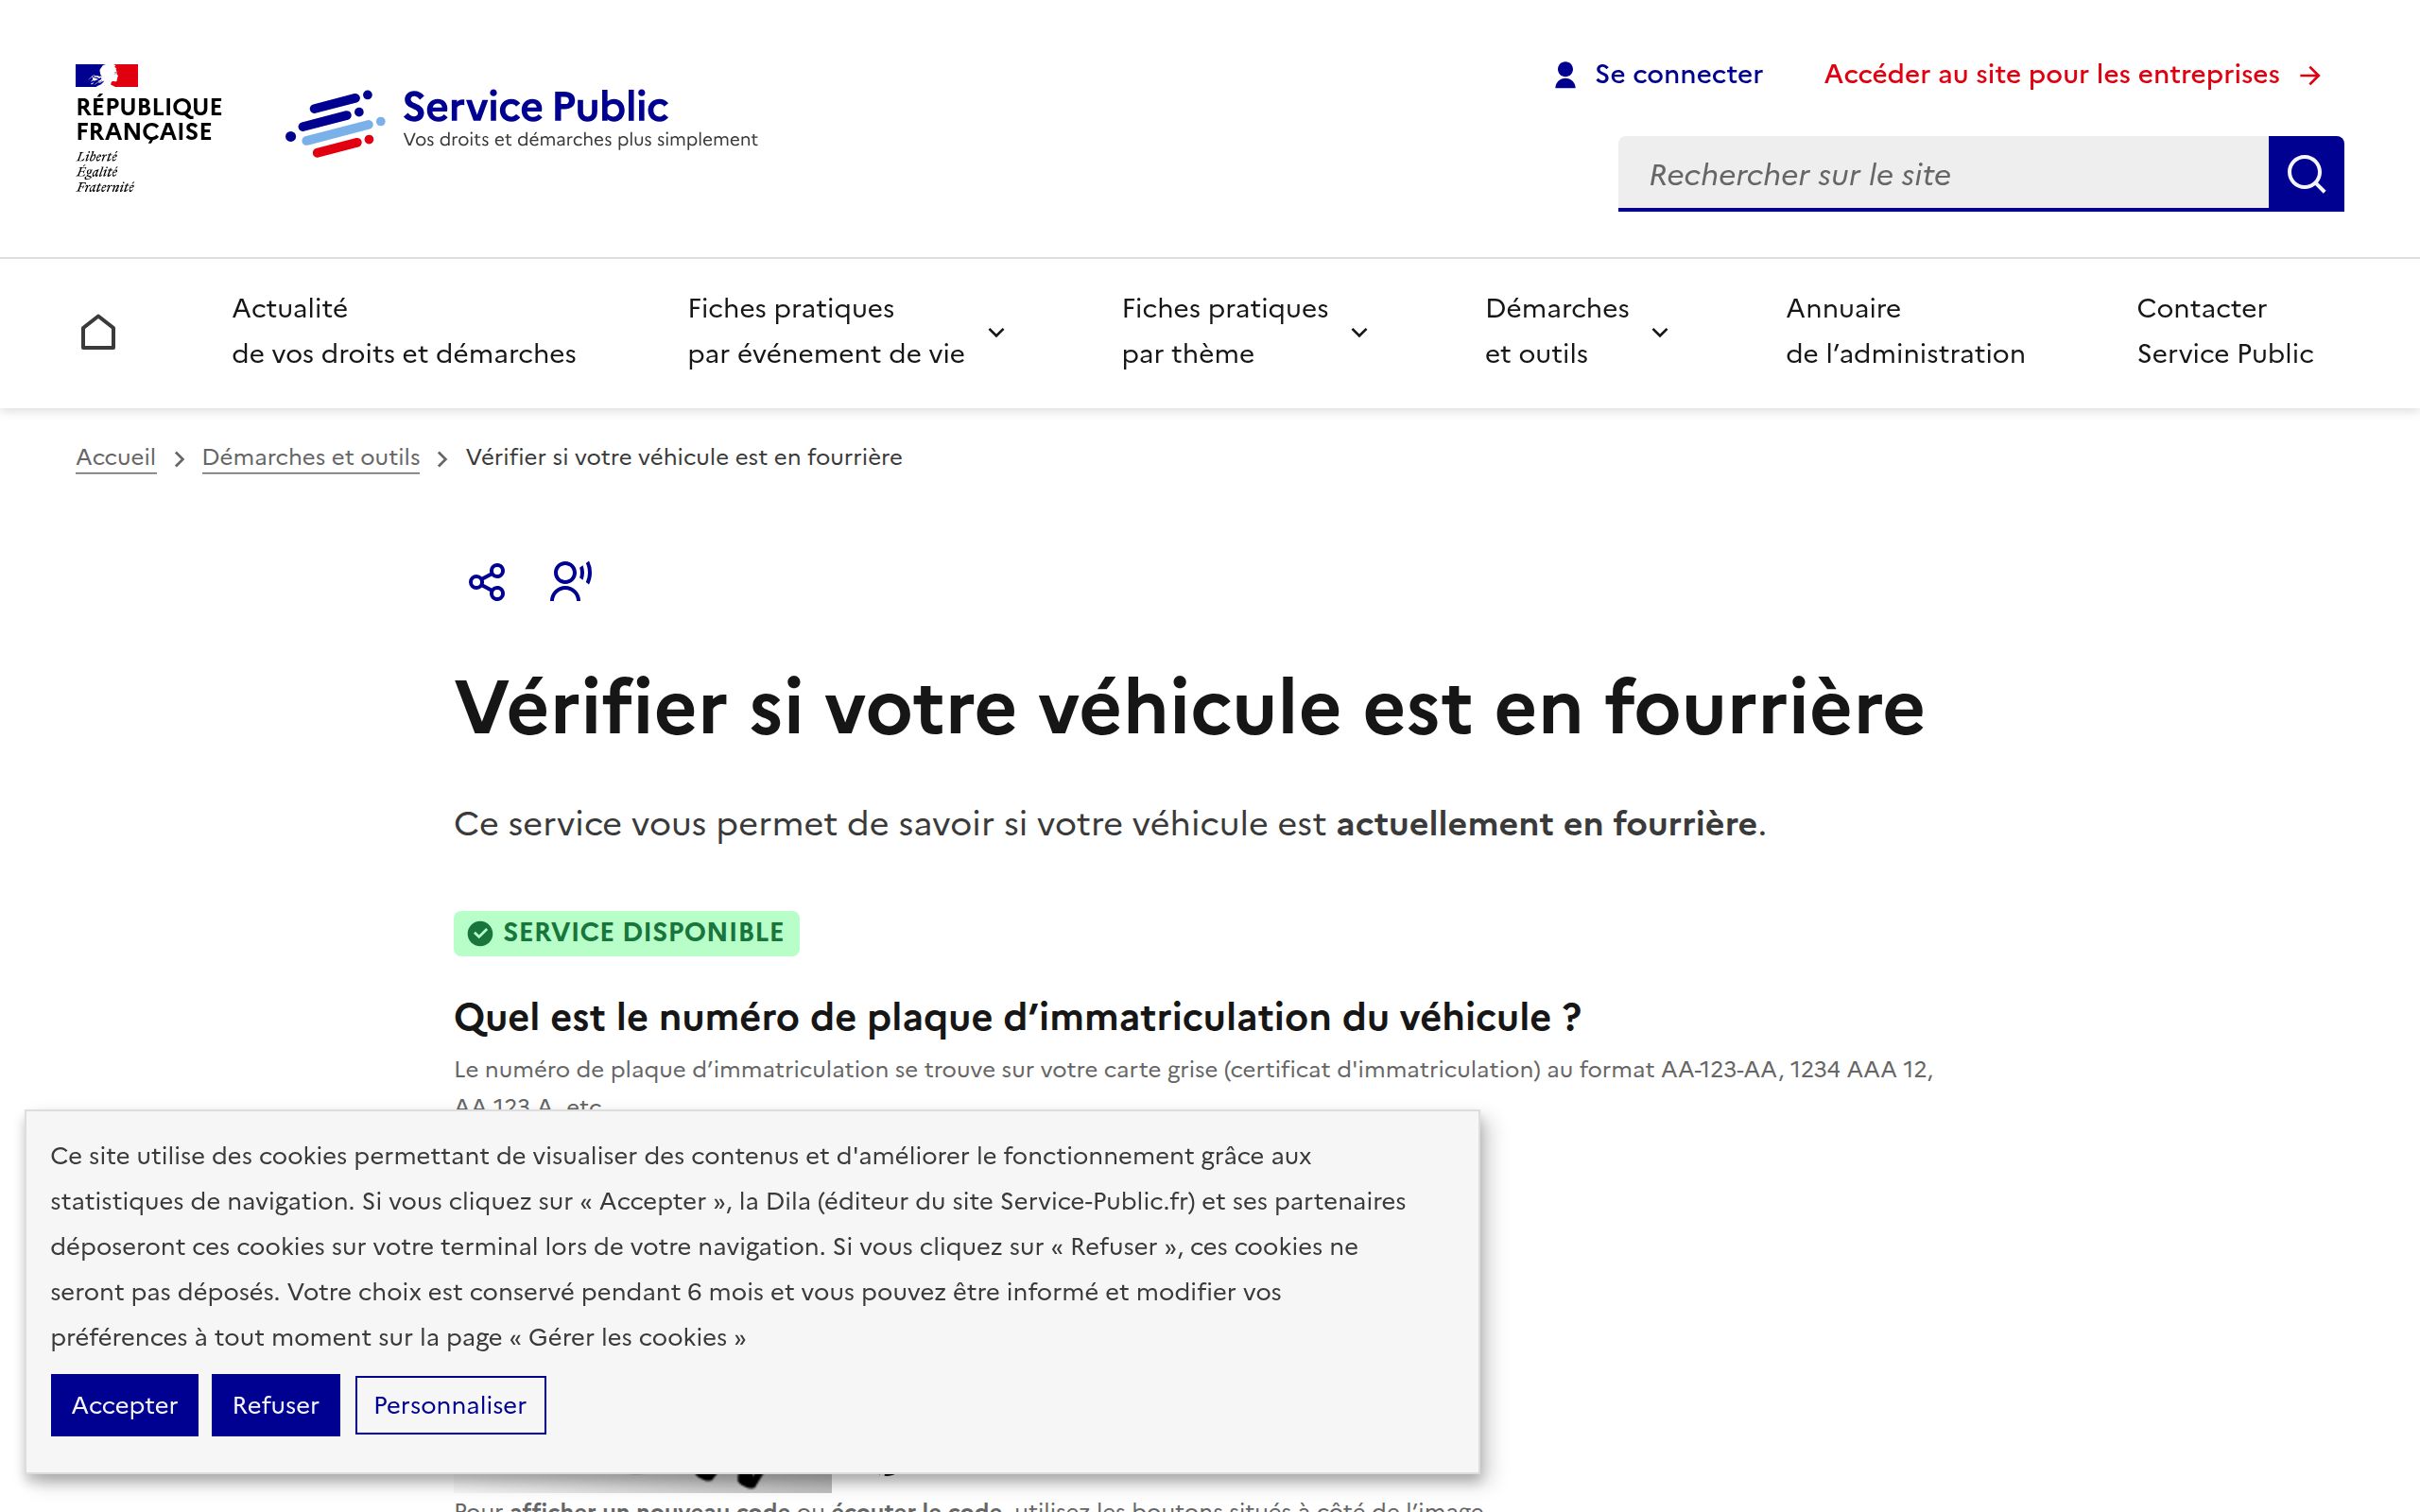 RÉPUBLIQUE
FRANÇAISE
Liberté
Égalité
Fraternité
Service Public
Vos droits et démarches plus simplement
Se connecter
Accéder au site pour les entreprises
Rechercher sur le site
Actualité
de vos droits et démarches
Fiches pratiques
par événement de vie
Fiches pratiques
par thème
Démarches
et outils
Annuaire
de l’administration
Contacter
Service Public
Accueil
Démarches et outils
Vérifier si votre véhicule est en fourrière
Vérifier si votre véhicule est en fourrière
Ce service vous permet de savoir si votre véhicule est actuellement en fourrière.
SERVICE DISPONIBLE
Quel est le numéro de plaque d’immatriculation du véhicule ?
Le numéro de plaque d’immatriculation se trouve sur votre carte grise (certificat d'immatriculation) au format AA-123-AA, 1234 AAA 12,
AA 123 A, etc.
Ce site utilise des cookies permettant de visualiser des contenus et d'améliorer le fonctionnement grâce aux
statistiques de navigation. Si vous cliquez sur « Accepter », la Dila (éditeur du site Service-Public.fr) et ses partenaires
déposeront ces cookies sur votre terminal lors de votre navigation. Si vous cliquez sur « Refuser », ces cookies ne
seront pas déposés. Votre choix est conservé pendant 6 mois et vous pouvez être informé et modifier vos
préférences à tout moment sur la page « Gérer les cookies »
Accepter
Refuser
Personnaliser
Pour afficher un nouveau code ou écouter le code, utilisez les boutons situés à côté de l’image